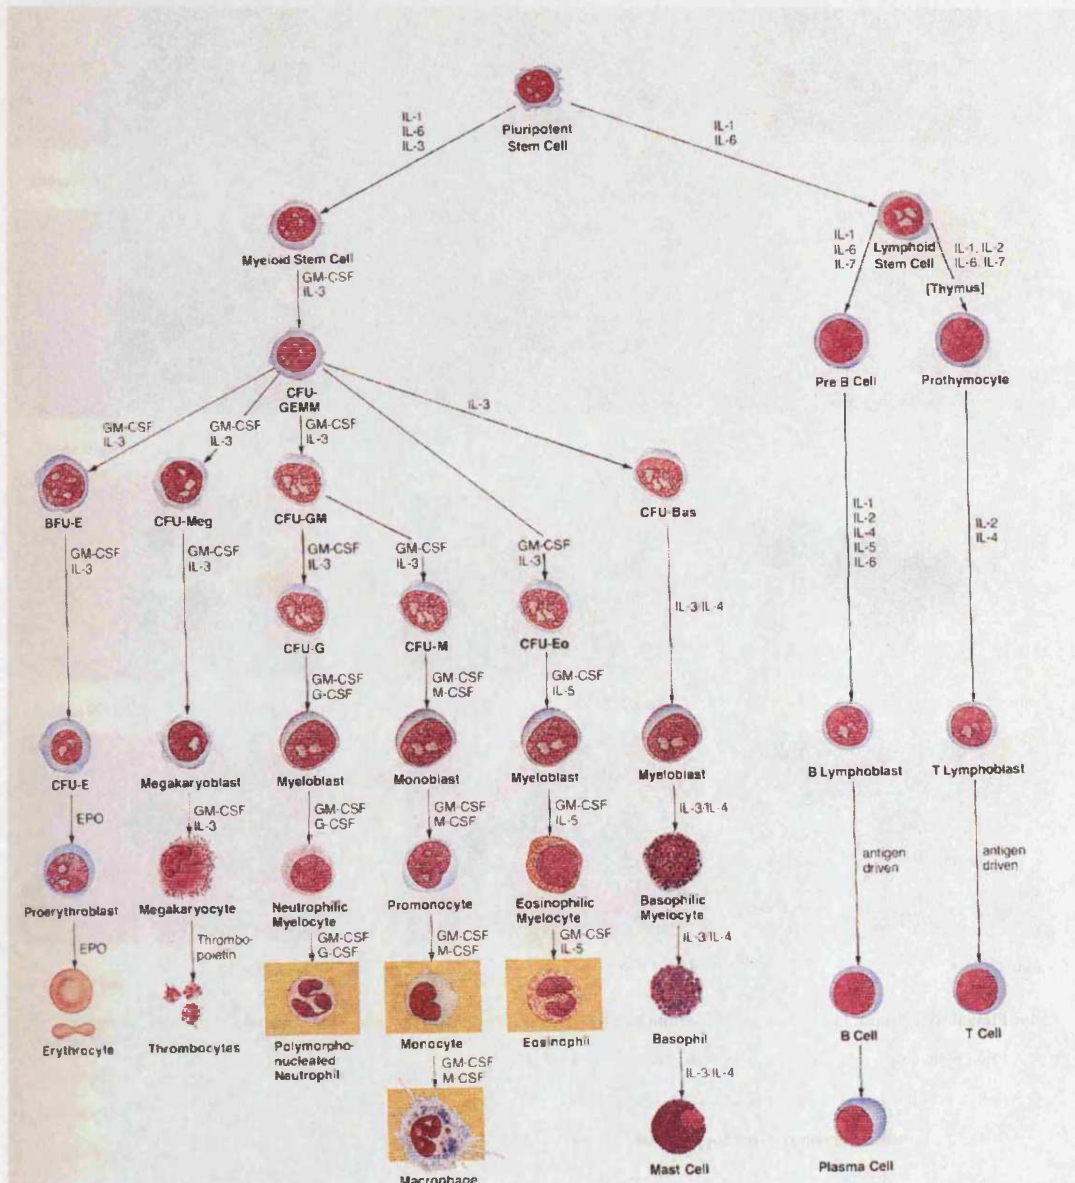 Pluripotent
Stem Cell
IL-1
IL-6
IL-3
IL-1
IL-6
Myeloid Stem Cell
GM-CSF
IL-3
Lymphoid
Stem Cell
IL-1
IL-6
IL-7
IL-1, IL-2
IL-6, IL-7
[Thymus]
Pre B Cell
Prothymocyte
CFU-
GEMM
GM-CSF
IL-3
GM-CSF
IL-3
GM-CSF
IL-3
IL-3
BFU-E
CFU-Meg
CFU-GM
CFU-Bas
GM-CSF
IL-3
GM-CSF
IL-3
GM-CSF
IL-3
GM-CSF
IL-3
GM-CSF
IL-3
IL-3/IL-4
IL-1
IL-2
IL-4
IL-5
IL-6
IL-2
IL-4
CFU-G
CFU-M
CFU-Eo
GM-CSF
G-CSF
GM-CSF
M-CSF
GM-CSF
IL-5
CFU-E
Megakaryoblast
Myeloblast
Monoblast
Myeloblast
Myeloblast
B Lymphoblast
T Lymphoblast
EPO
GM-CSF
IL-3
GM-CSF
G-CSF
GM-CSF
M-CSF
GM-CSF
IL-5
IL-3/IL-4
antigen
driven
antigen
driven
Proerythroblast
Megakaryocyte
Neutrophilic
Myelocyte
Promonocyte
Eosinophilic
Myelocyte
Basophilic
Myelocyte
EPO
Thrombo-
poietin
GM-CSF
G-CSF
GM-CSF
M-CSF
GM-CSF
IL-5
IL-3/IL-4
Erythrocyte
Thrombocytes
Polymorpho-
nucleated
Neutrophil
Monocyte
Eosinophil
Basophil
B Cell
T Cell
GM-CSF
M-CSF
IL-3/IL-4
Macrophage
Mast Cell
Plasma Cell